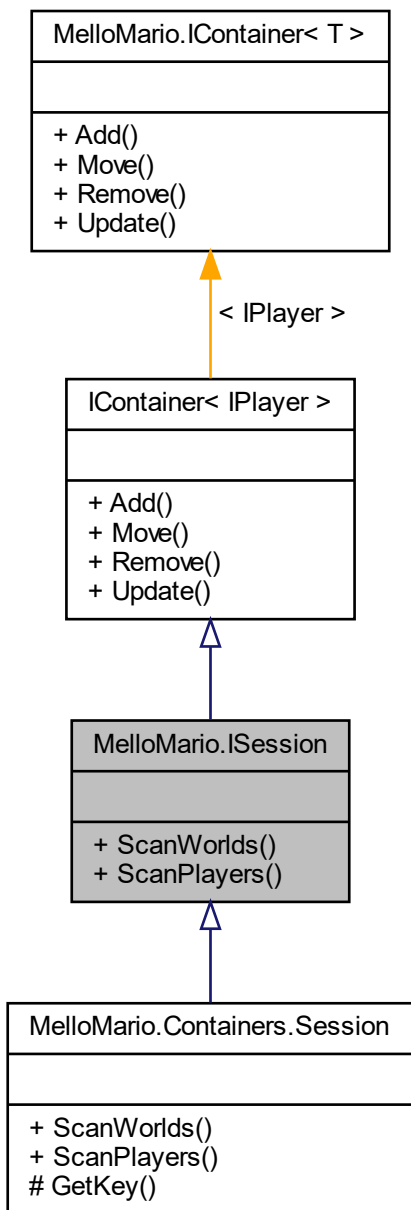 MelloMario.IContainer< T >
+ Add()
+ Move()
+ Remove()
+ Update()
< IPlayer >
IContainer< IPlayer >
+ Add()
+ Move()
+ Remove()
+ Update()
MelloMario.ISession
+ ScanWorlds()
+ ScanPlayers()
MelloMario.Containers.Session
+ ScanWorlds()
+ ScanPlayers()
# GetKey()